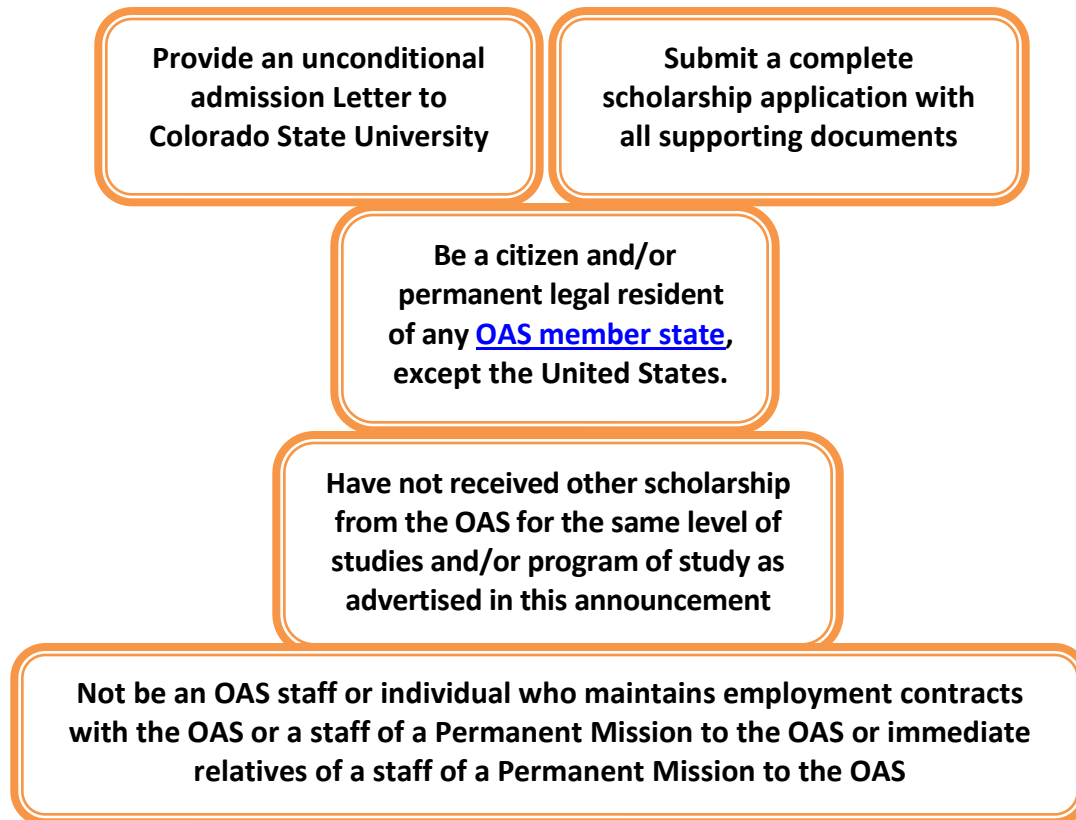 Provide an unconditional
admission Letter to
Colorado State University
Submit a complete
scholarship application with
all supporting documents
Be a citizen and/or
permanent legal resident
of any OAS member state,
except the United States.
Have not received other scholarship
from the OAS for the same level of
studies and/or program of study as
advertised in this announcement
Not be an OAS staff or individual who maintains employment contracts
with the OAS or a staff of a Permanent Mission to the OAS or immediate
relatives of a staff of a Permanent Mission to the OAS